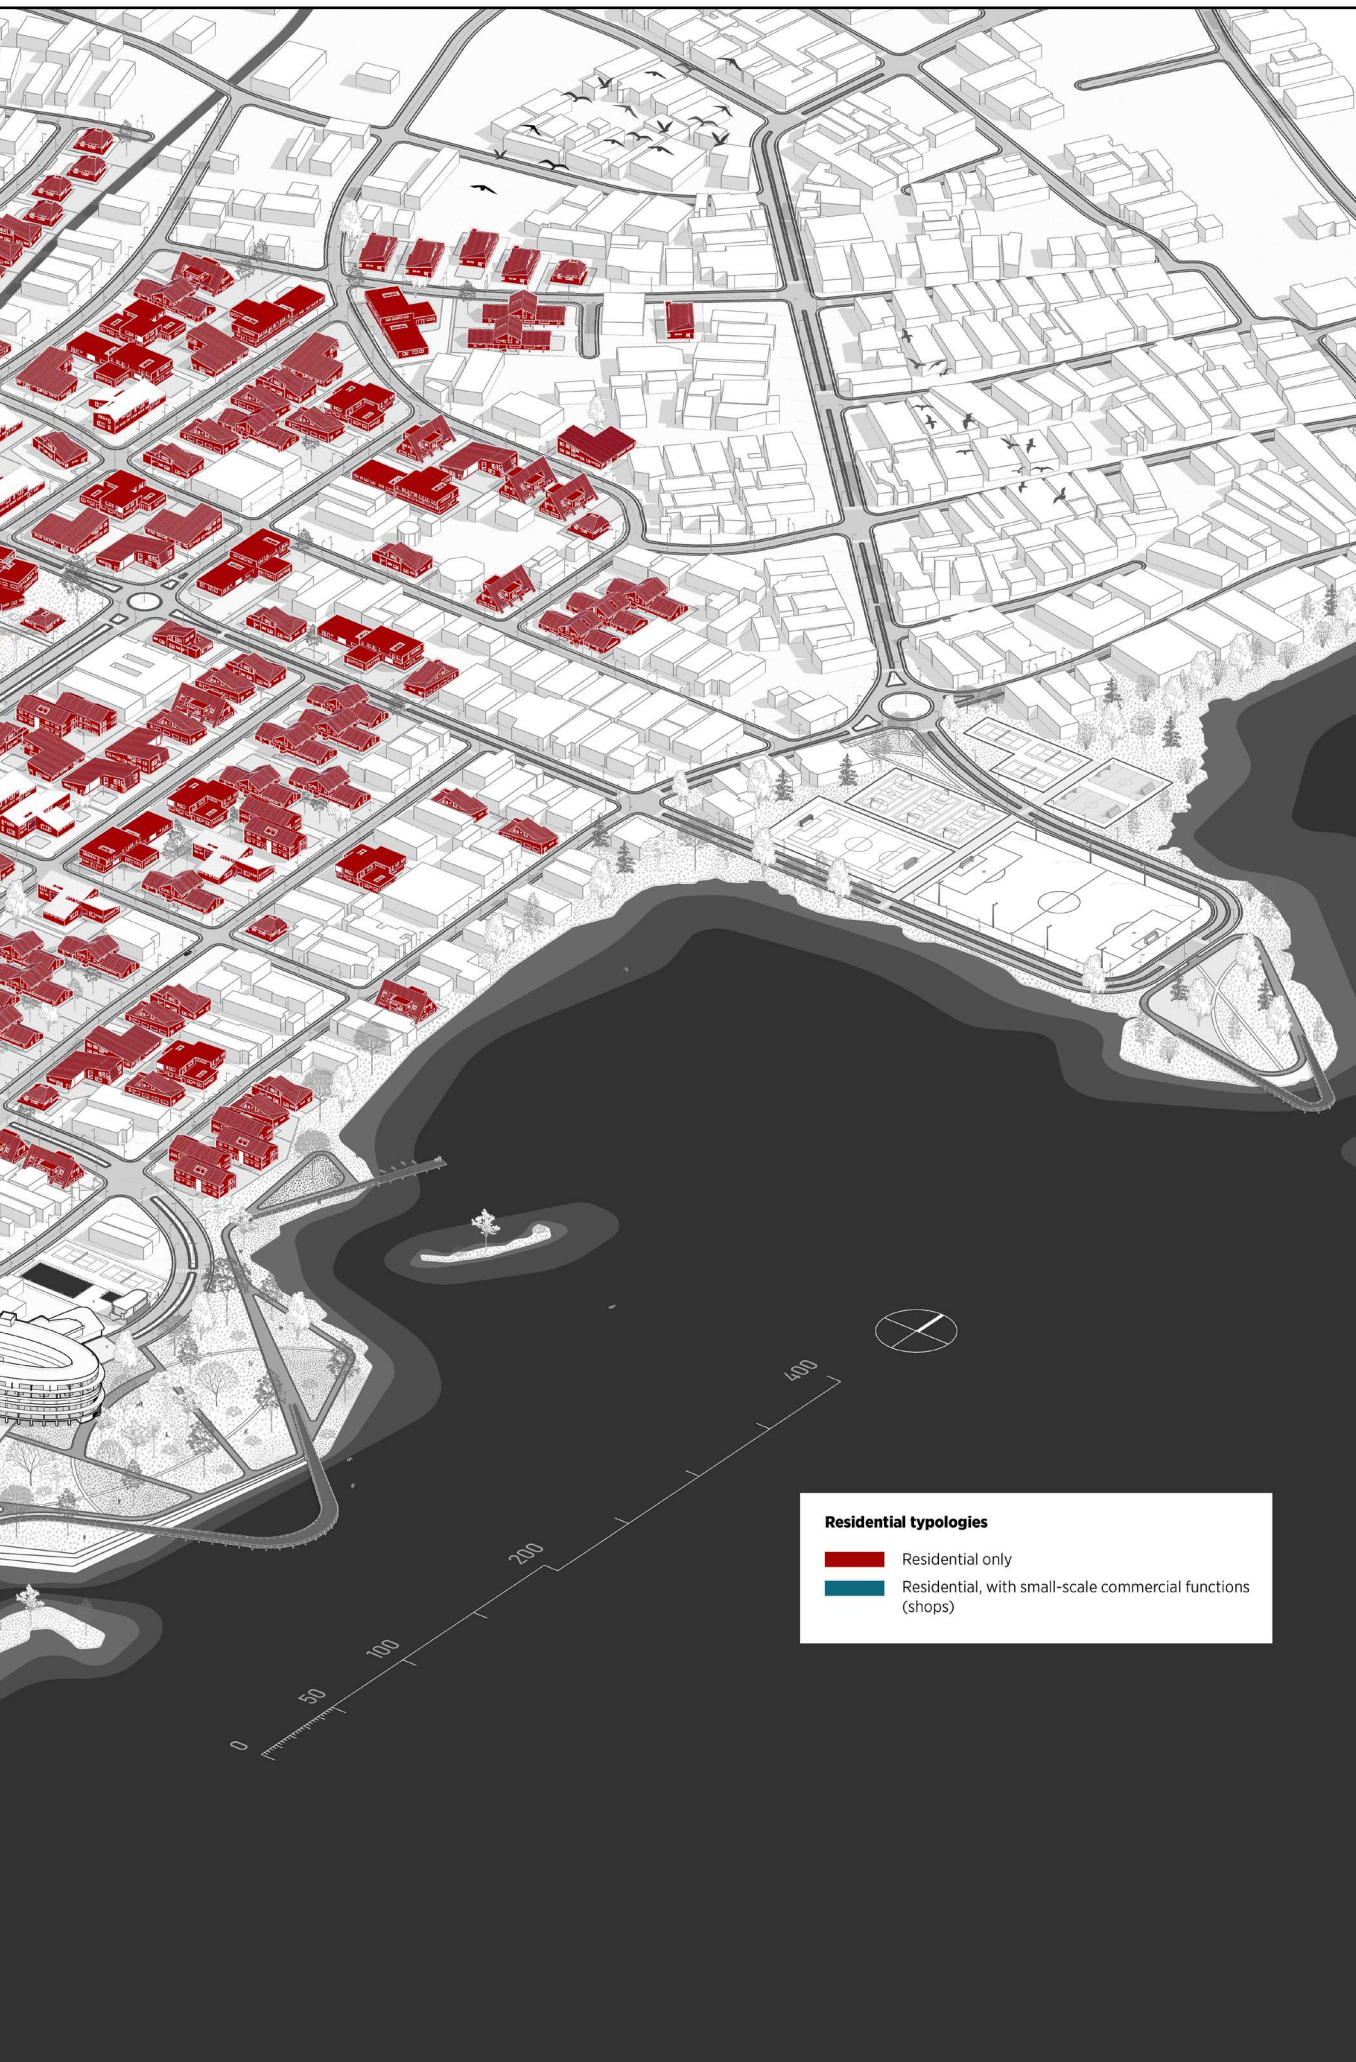 400
200
100
50
0
Residential typologies
Residential only
Residential, with small-scale commercial functions
(shops)